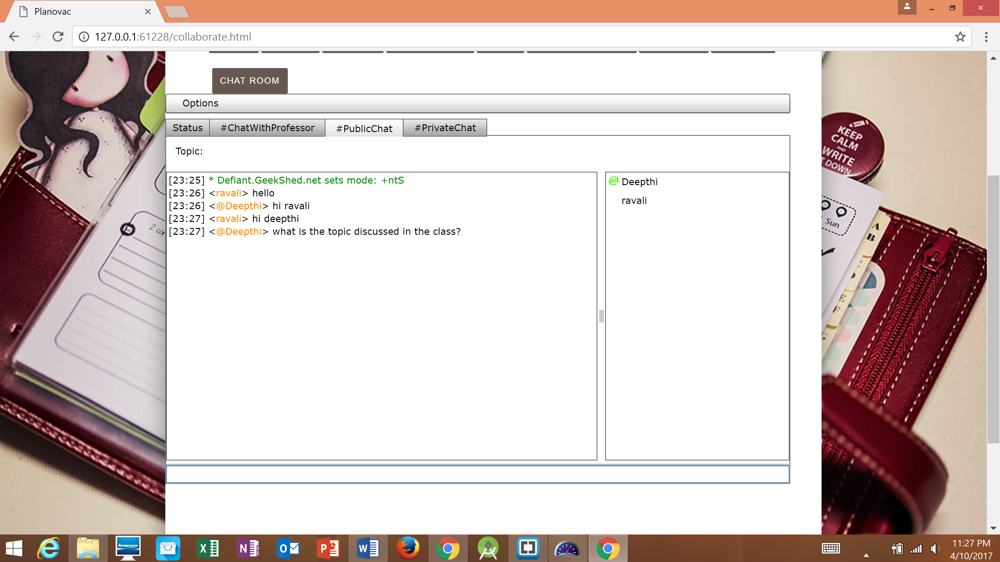 Planovac
127.0.0.1:61228/collaborate.html
CHAT ROOM
Options
Status #ChatWithProfessor #PublicChat #PrivateChat
Topic:
[23:25] * Defiant.GeekShed.net sets mode: +ntS
[23:26] <ravali> hello
[23:26] <@Deepthi> hi ravali
[23:27] <ravali> hi deepthi
[23:27] <@Deepthi> what is the topic discussed in the class?
@ Deepthi
ravali
KEEP
CALM
AND
WRITE
T DOWN
Sun
A
B
E
F
G
lenovo
11:27 PM
4/10/2017